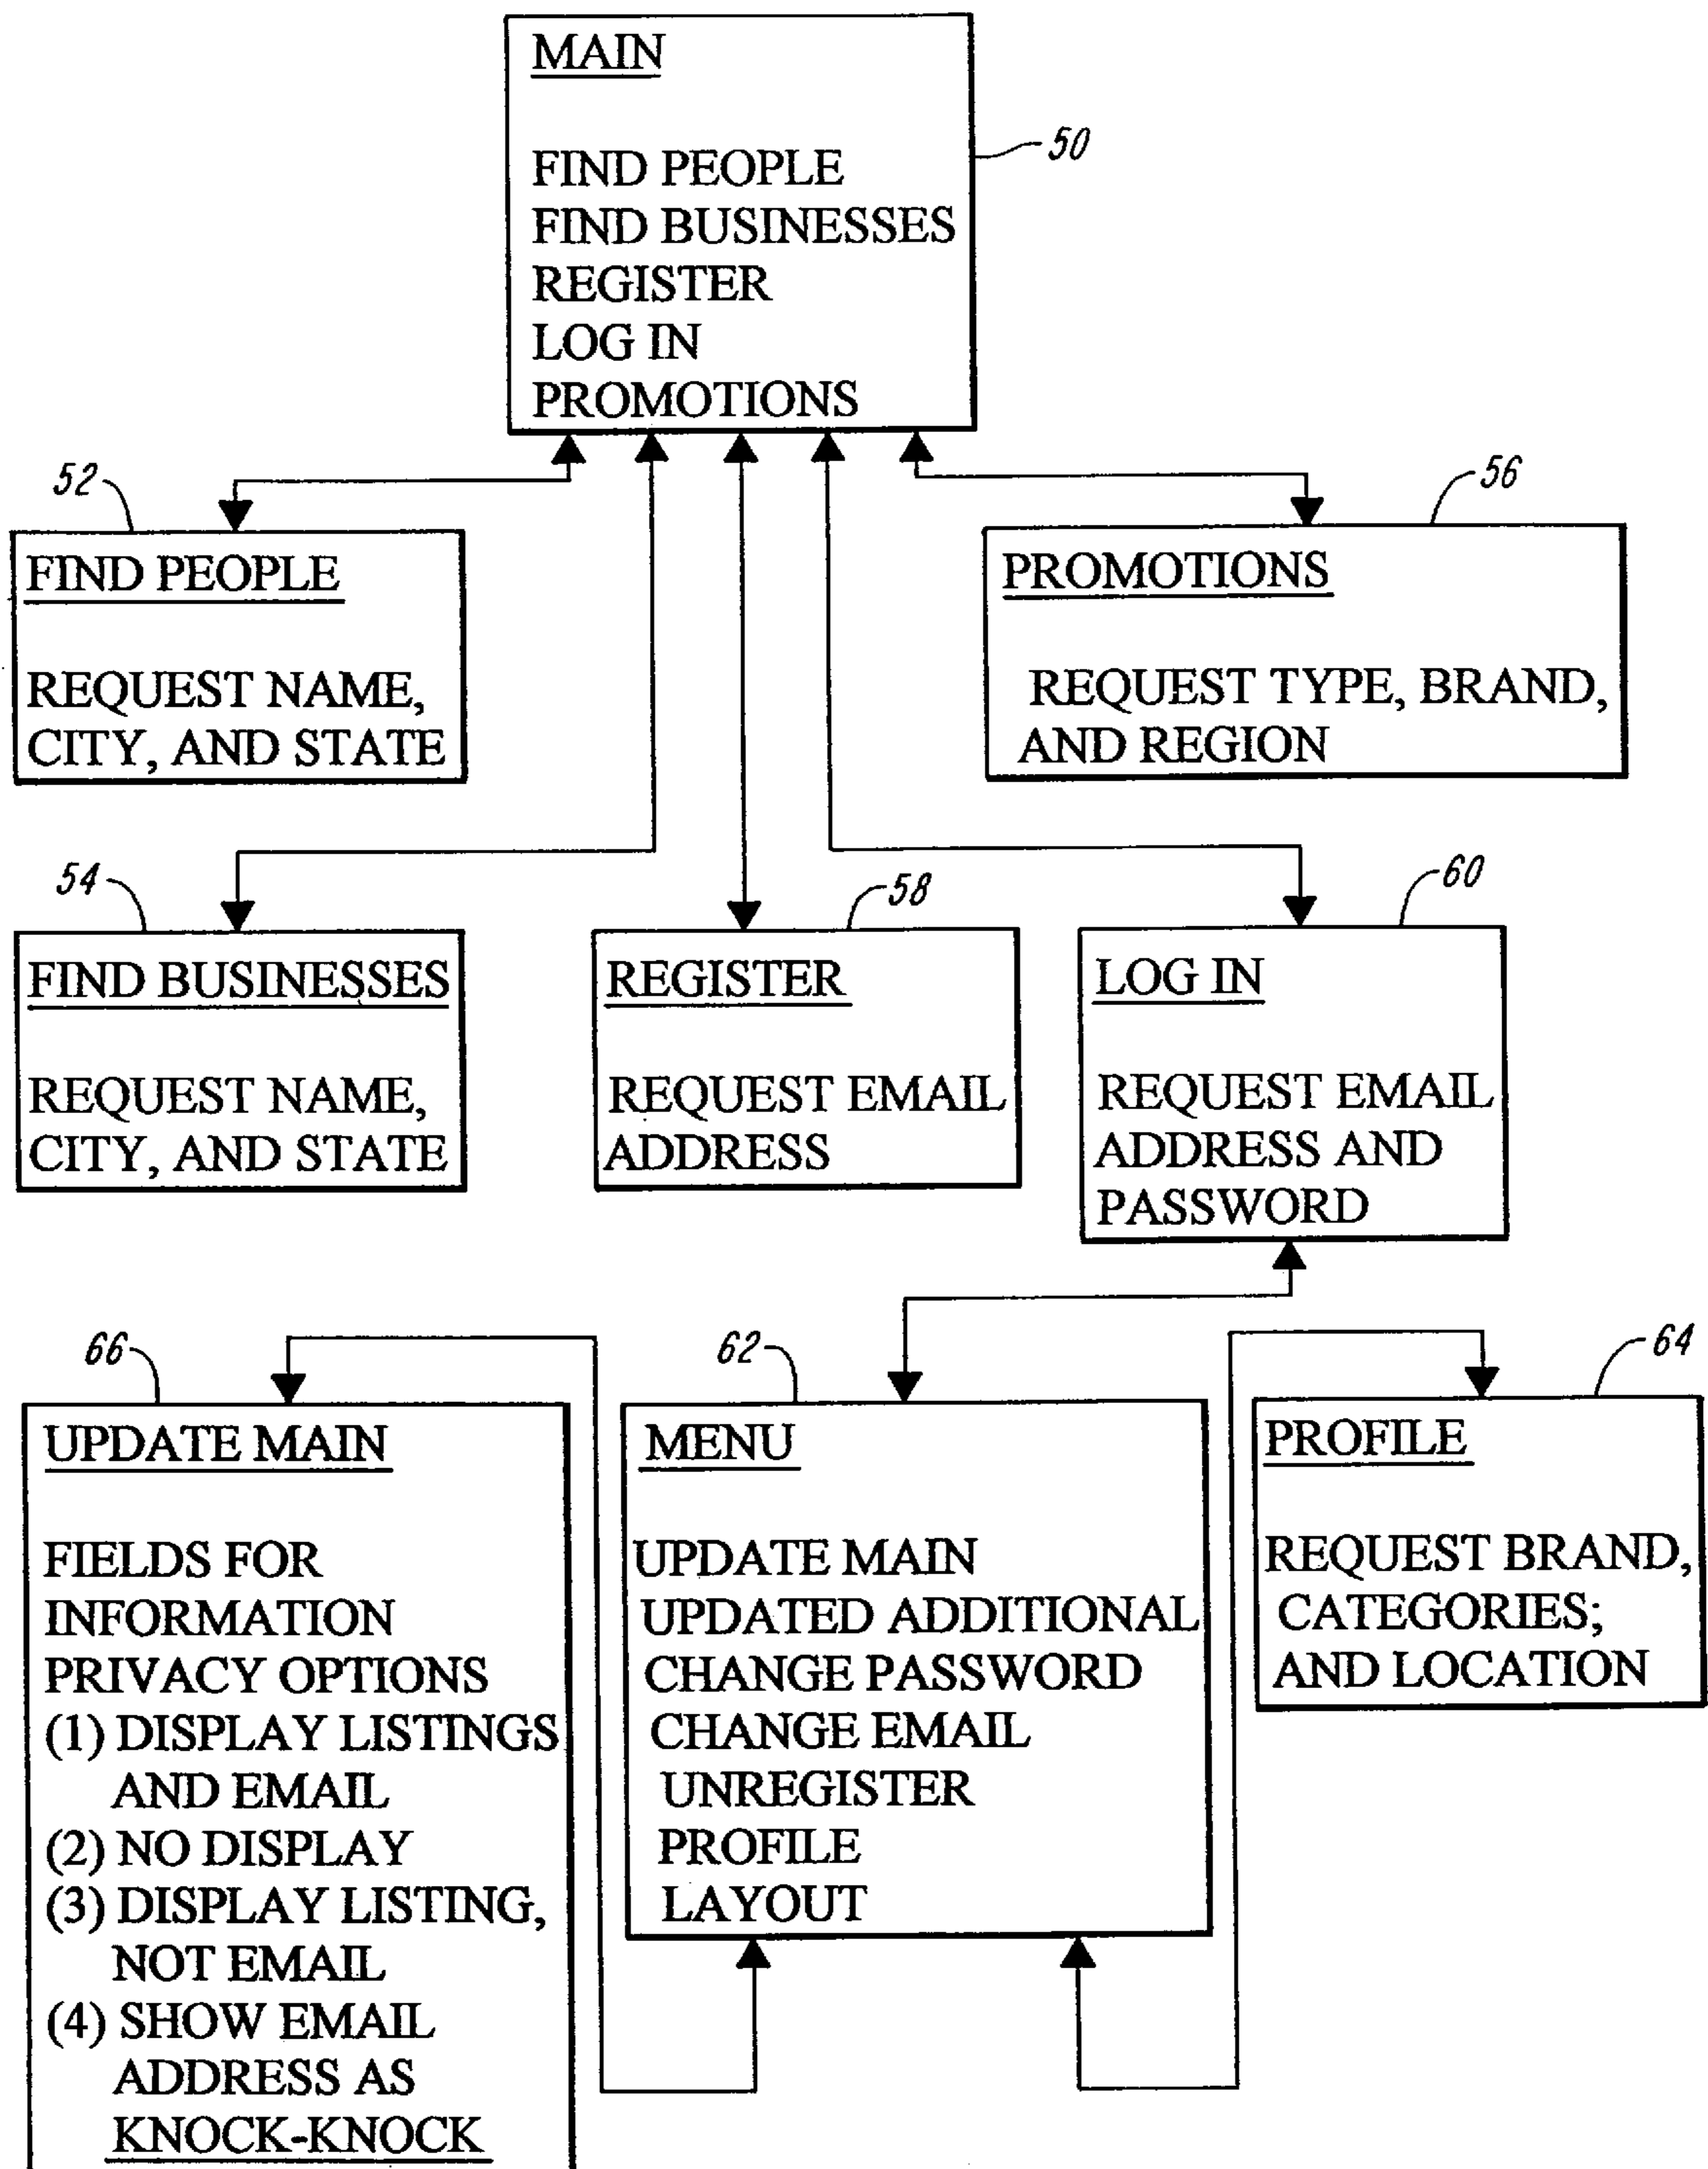 MAIN
FIND PEOPLE
FIND BUSINESSES
REGISTER
LOG IN
PROMOTIONS
50
52
FIND PEOPLE
REQUEST NAME,
CITY, AND STATE
56
PROMOTIONS
REQUEST TYPE, BRAND,
AND REGION
54
FIND BUSINESSES
REQUEST NAME,
CITY, AND STATE
58
REGISTER
REQUEST EMAIL
ADDRESS
60
LOG IN
REQUEST EMAIL
ADDRESS AND
PASSWORD
66
UPDATE MAIN
FIELDS FOR
INFORMATION
PRIVACY OPTIONS
(1) DISPLAY LISTINGS
AND EMAIL
(2) NO DISPLAY
(3) DISPLAY LISTING,
NOT EMAIL
(4) SHOW EMAIL
ADDRESS AS
KNOCK-KNOCK
62
MENU
UPDATE MAIN
UPDATED ADDITIONAL
CHANGE PASSWORD
CHANGE EMAIL
UNREGISTER
PROFILE
LAYOUT
64
PROFILE
REQUEST BRAND,
CATEGORIES;
AND LOCATION